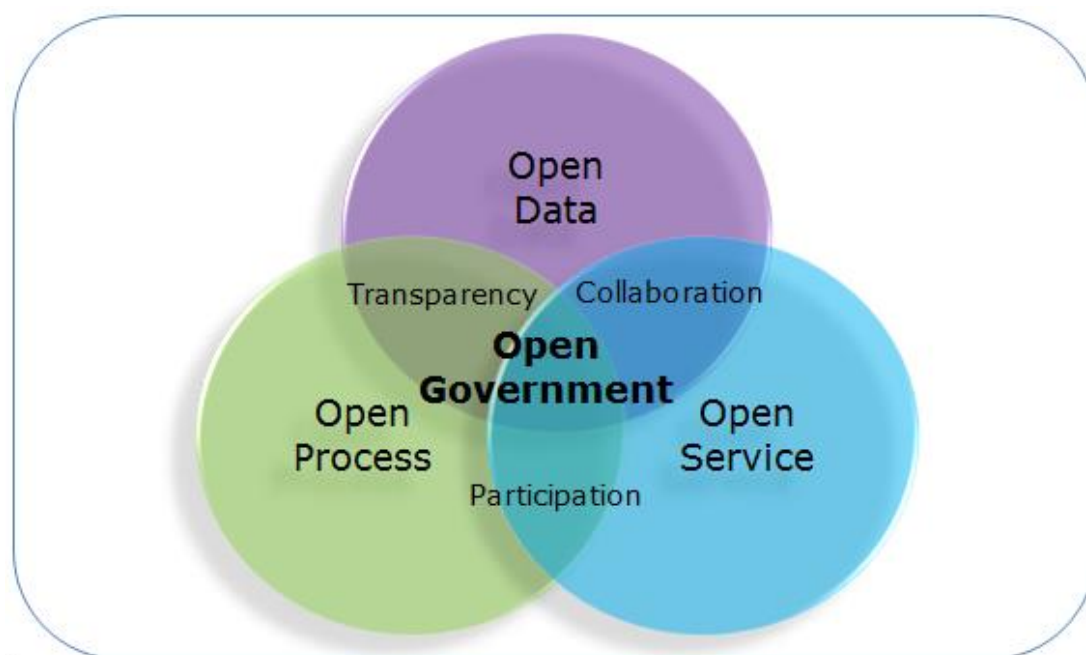 Open
Data
Transparency
Collaboration
Open
Government
Open
Process
Open
Service
Participation